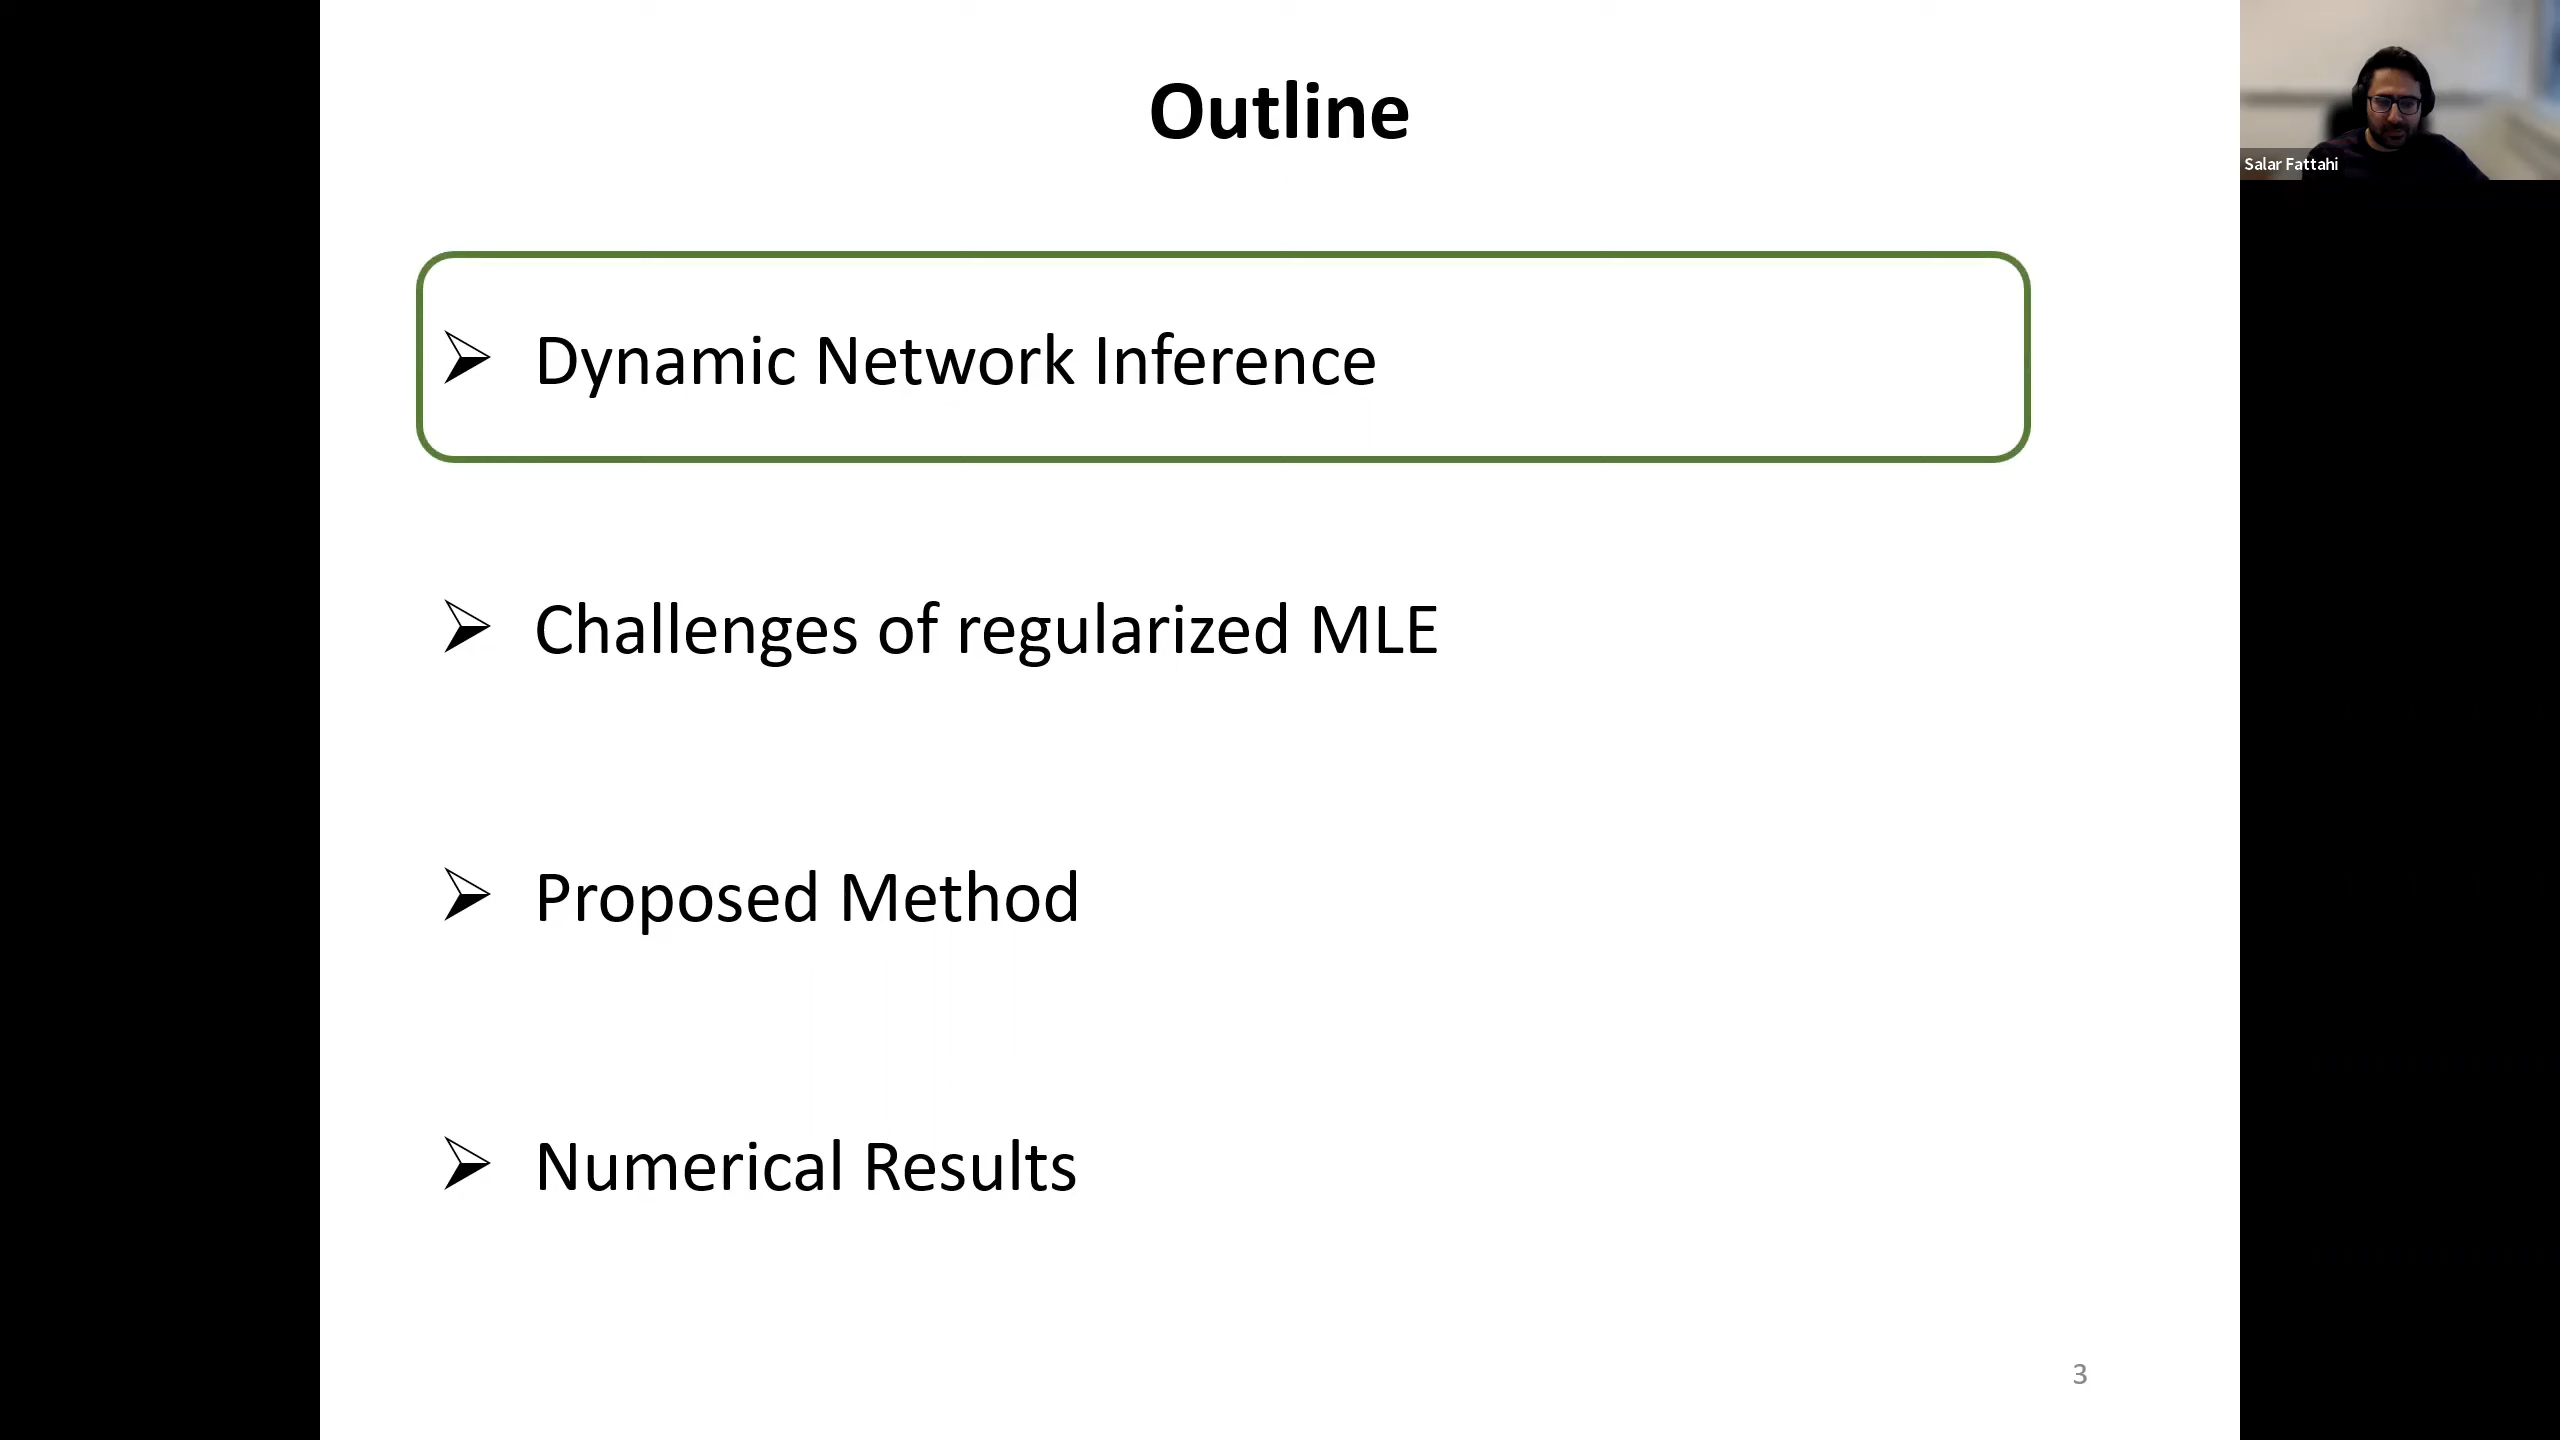 Outline
Salar Fattahi
Dynamic Network Inference
Challenges of regularized MLE
Proposed Method
Numerical Results
3